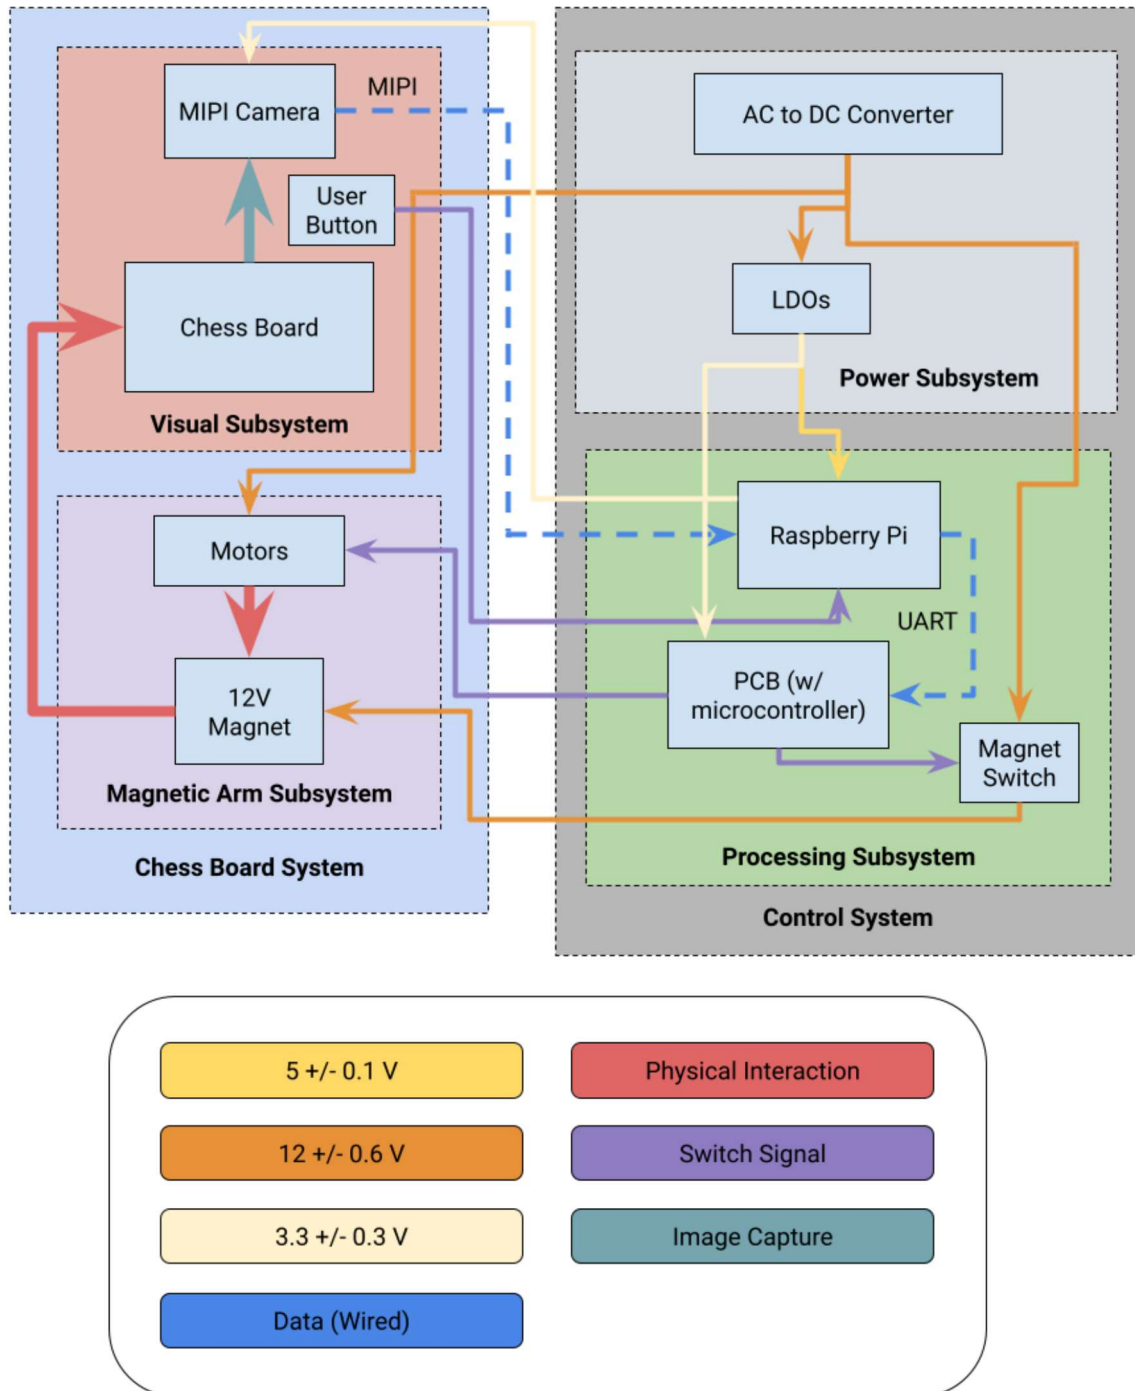 MIPI Camera
MIPI
User
Button
Chess Board
Visual Subsystem
Motors
12V
Magnet
Magnetic Arm Subsystem
Chess Board System
AC to DC Converter
LDOs
Power Subsystem
Raspberry Pi
UART
PCB (w/
microcontroller)
Magnet
Switch
Processing Subsystem
Control System
5 +/- 0.1 V
Physical Interaction
12 +/- 0.6 V
Switch Signal
3.3 +/- 0.3 V
Image Capture
Data (Wired)